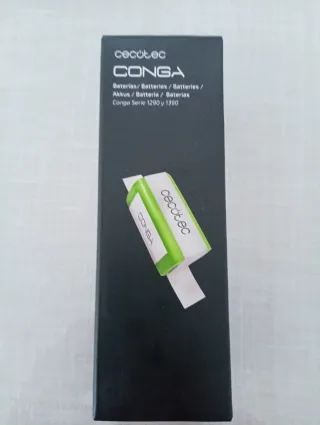 cecotec
CONGA
Baterías/ Batteries / Batteries /
Akkus / Batterie / Baterias
Conga Serie 1290 y 1390
cecotec
CONGA